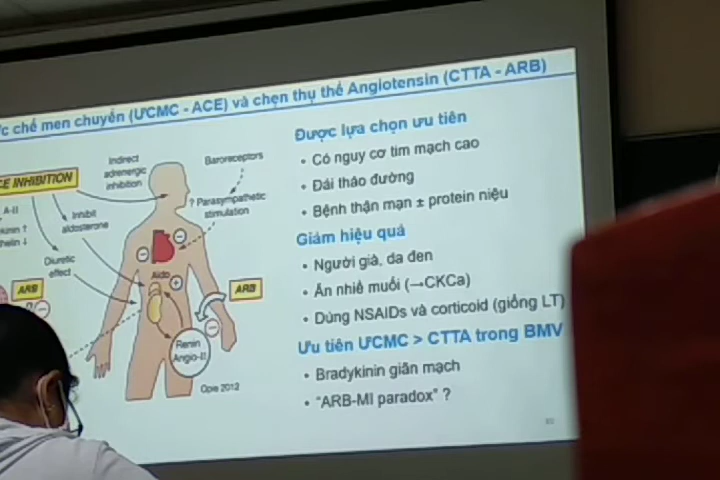 c chế men chuyển (ƯCMC - ACE) và chẹn thụ thể Angiotensin (CTTA - ARB)
CE INHIBITION
Indirect
adrenergic
inhibition
Baroreceptors
? Parasympathetic
stimulation
A-II
kinin ↑
helin ↓
Inhibit
aldosterone
Diuretic
effect
Aldo
ARB
ARB
Renin
Angio-II
Opie 2012
Được lựa chọn ưu tiên
• Có nguy cơ tim mạch cao
• Đái tháo đường
• Bệnh thận mạn ± protein niệu
Giảm hiệu quả
• Người già, da đen
• Ăn nhiề muối (→CKCa)
• Dùng NSAIDs và corticoid (giống LT)
Ưu tiên ƯCMC > CTTA trong BMV
• Bradykinin giãn mạch
• “ARB-MI paradox” ?